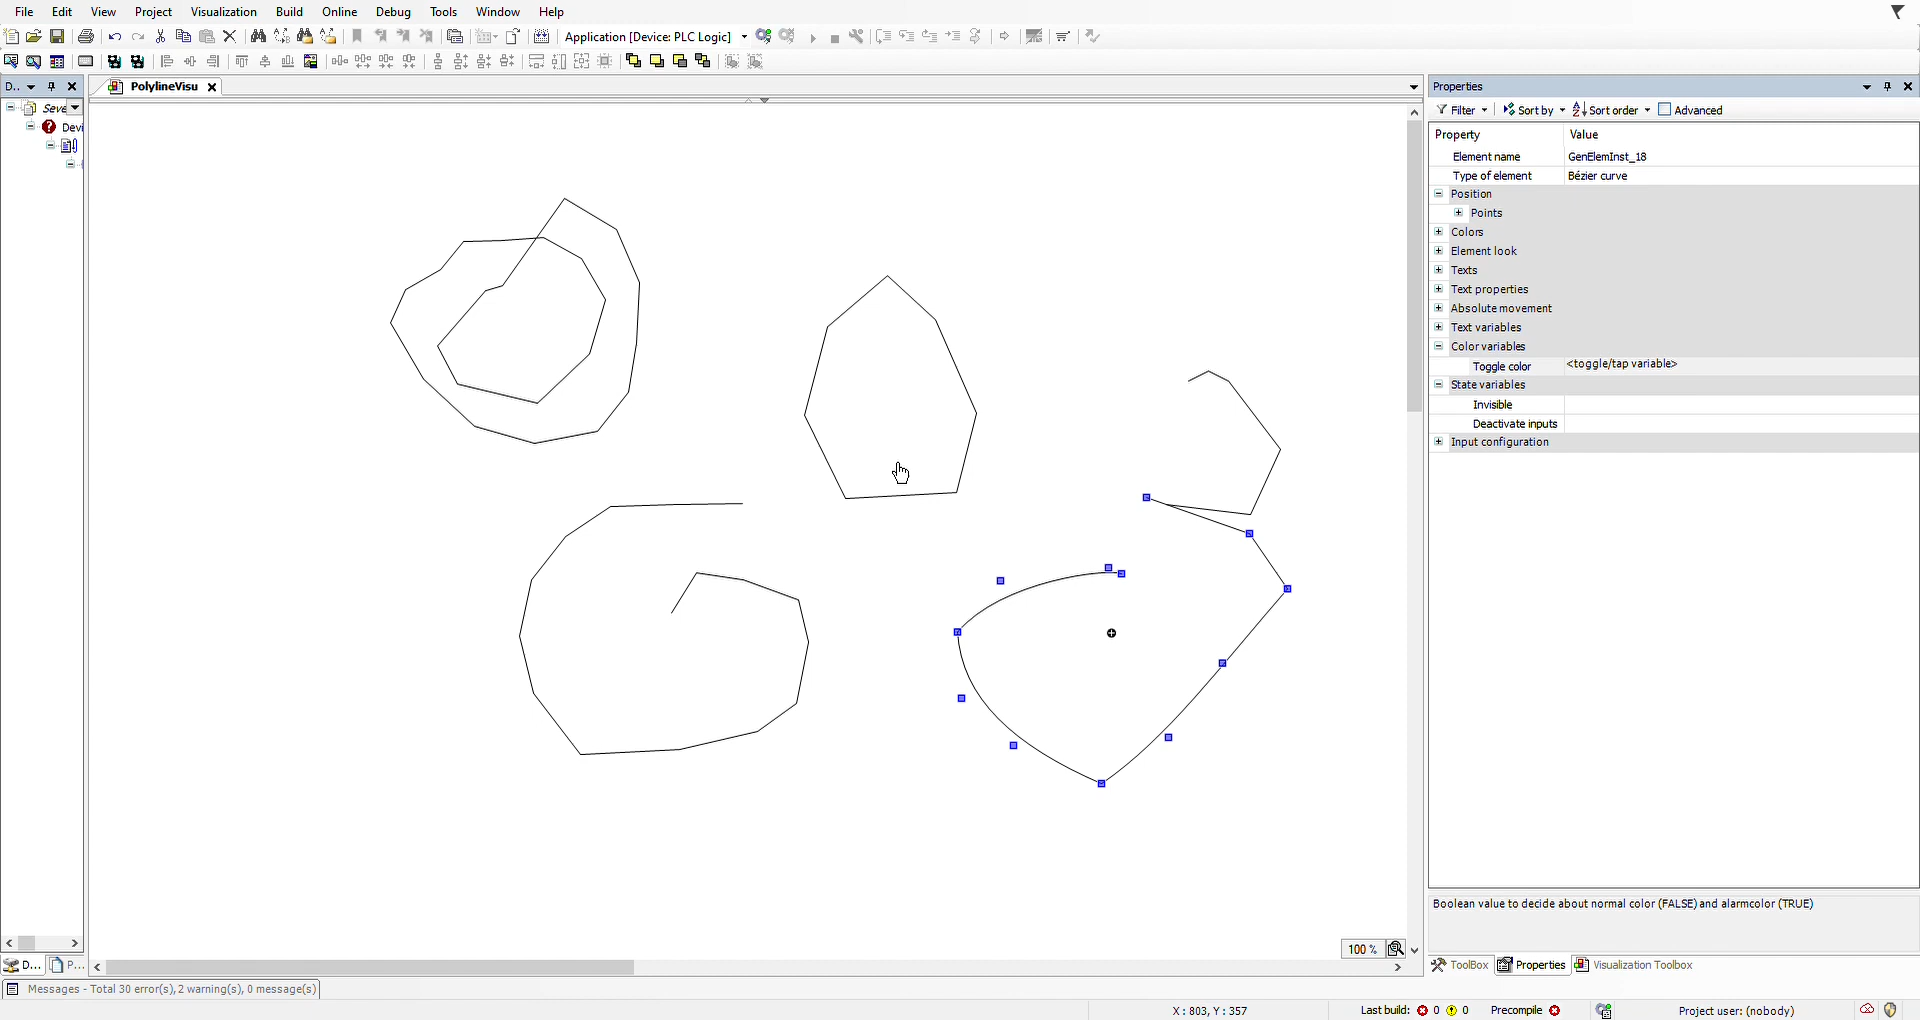 File Edit View Project Visualization Build Online Debug Tools Window Help
Application [Device: PLC Logic]
D..
PolylineVisu
Properties
Seve
Devi
Filter Sort by Sort order Advanced
Property Value
Element name GenElemInst_18
Type of element Bézier curve
Position
Points
Colors
Element look
Texts
Text properties
Absolute movement
Text variables
Color variables
Toggle color <toggle/tap variable>
State variables
Invisible
Deactivate inputs
Input configuration
Boolean value to decide about normal color (FALSE) and alarmcolor (TRUE)
100 %
D... P...
ToolBox Properties Visualization Toolbox
Messages - Total 30 error(s), 2 warning(s), 0 message(s)
X : 803, Y : 357 Last build: 0 0 Precompile Project user: (nobody)